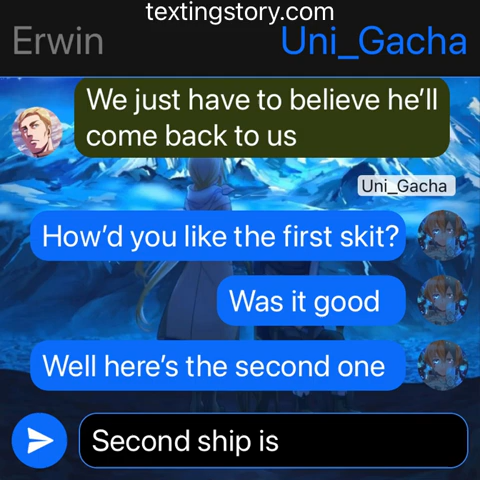 textingstory.com
Erwin
Uni_Gacha
We just have to believe he’ll
come back to us
Uni_Gacha
How’d you like the first skit?
Was it good
Well here’s the second one
Second ship is